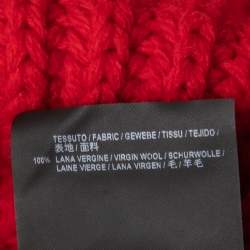 TESSUTO / FABRIC / GEWEBE / TISSU / TEJIDO /
表地 / 面料
100% LANA VERGINE / VIRGIN WOOL / SCHURWOLLE /
LAINE VIERGE / LANA VIRGEN / 毛 / 羊毛